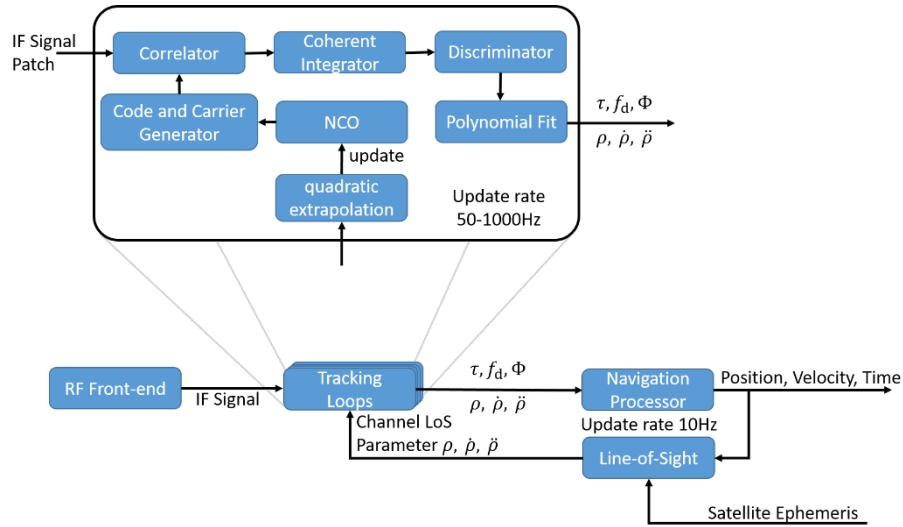 IF Signal
Patch
Correlator
Coherent
Integrator
Discriminator
Code and Carrier
Generator
NCO
Polynomial Fit
τ, f_d, Φ
ρ, ρ̇, ρ̈
update
quadratic
extrapolation
Update rate
50-1000Hz
RF Front-end
IF Signal
Tracking
Loops
τ, f_d, Φ
ρ, ρ̇, ρ̈
Navigation
Processor
Position, Velocity, Time
Update rate 10Hz
Channel LoS
Parameter ρ, ρ̇, ρ̈
Line-of-Sight
Satellite Ephemeris